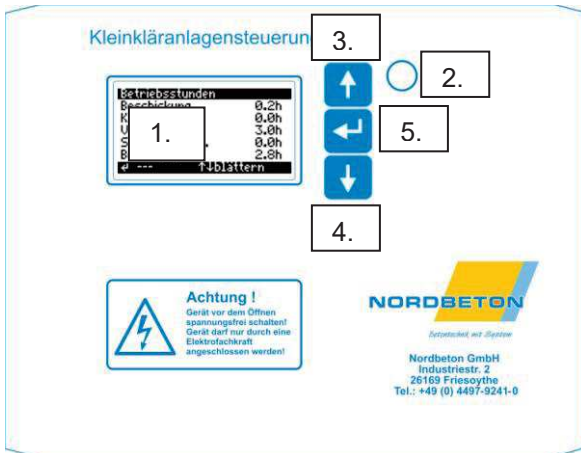 Kleinkläranlagensteuerun
3.
2.
Betriebsstunden
Beschickung 0.2h
K 0.0h
V 3.0h
S . 0.0h
B 2.8h
1.
5.
↵ --- ↑↓blättern
4.
Achtung !
Gerät vor dem Öffnen
spannungsfrei schalten!
Gerät darf nur durch eine
Elektrofachkraft
angeschlossen werden!
NORDBETON
Betontechnik mit System
Nordbeton GmbH
Industriestr. 2
26169 Friesoythe
Tel.: +49 (0) 4497-9241-0